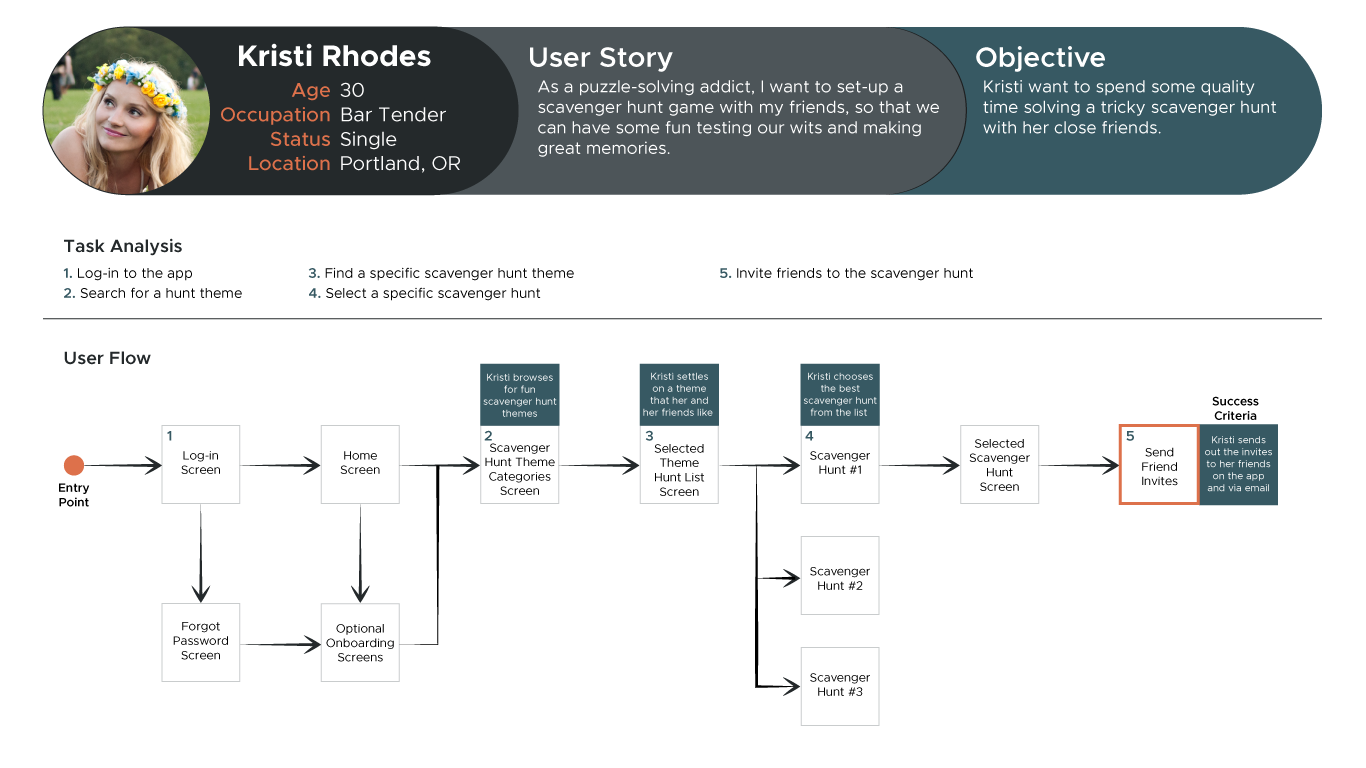 Kristi Rhodes
Age 30
Occupation Bar Tender
Status Single
Location Portland, OR
User Story
As a puzzle-solving addict, I want to set-up a
scavenger hunt game with my friends, so that we
can have some fun testing our wits and making
great memories.
Objective
Kristi want to spend some quality
time solving a tricky scavenger hunt
with her close friends.
Task Analysis
1. Log-in to the app
2. Search for a hunt theme
3. Find a specific scavenger hunt theme
4. Select a specific scavenger hunt
5. Invite friends to the scavenger hunt
User Flow
Entry
Point
1
Log-in
Screen
Home
Screen
Forgot
Password
Screen
Optional
Onboarding
Screens
Kristi browses
for fun
scavenger hunt
themes
2
Scavenger
Hunt Theme
Categories
Screen
Kristi settles
on a theme
that her and
her friends like
3
Selected
Theme
Hunt List
Screen
Kristi chooses
the best
scavenger hunt
from the list
4
Scavenger
Hunt #1
Scavenger
Hunt #2
Scavenger
Hunt #3
Selected
Scavenger
Hunt
Screen
5
Send
Friend
Invites
Success
Criteria
Kristi sends
out the invites
to her friends
on the app
and via email